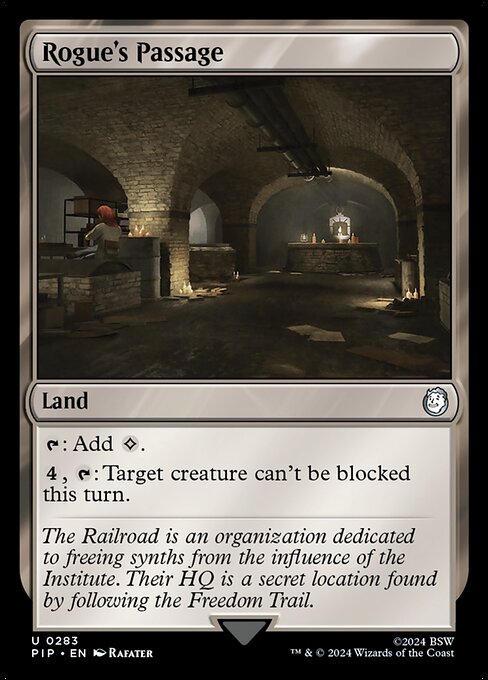 Rogue's Passage
Land
: Add .
4, : Target creature can't be blocked
this turn.
The Railroad is an organization dedicated
to freeing synths from the influence of the
Institute. Their HQ is a secret location found
by following the Freedom Trail.
U 0283
PIP • EN Rafater
©2024 BSW
™ & © 2024 Wizards of the Coast